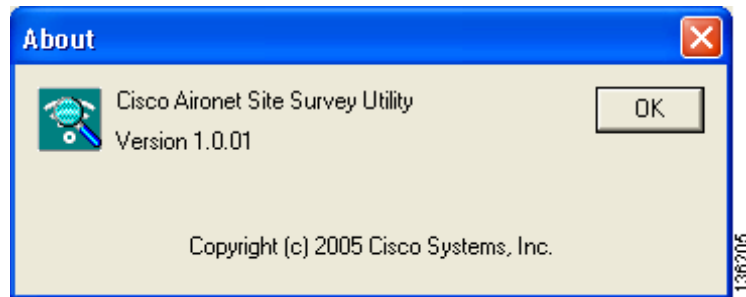 About
Cisco Aironet Site Survey Utility
OK
Version 1.0.01
Copyright (c) 2005 Cisco Systems, Inc.
136205